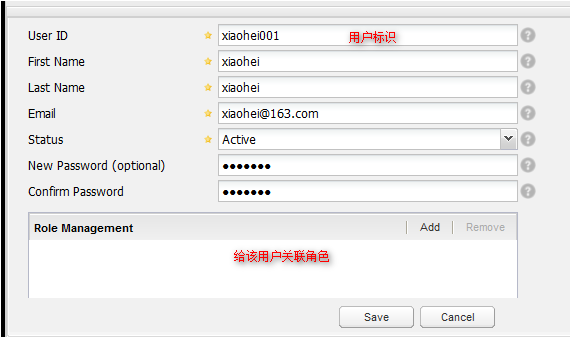 User ID xiaohei001 用户标识
First Name xiaohei
Last Name xiaohei
Email xiaohei@163.com
Status Active
New Password (optional) ●●●●●●●
Confirm Password ●●●●●●●
Role Management Add Remove
给该用户关联角色
Save Cancel